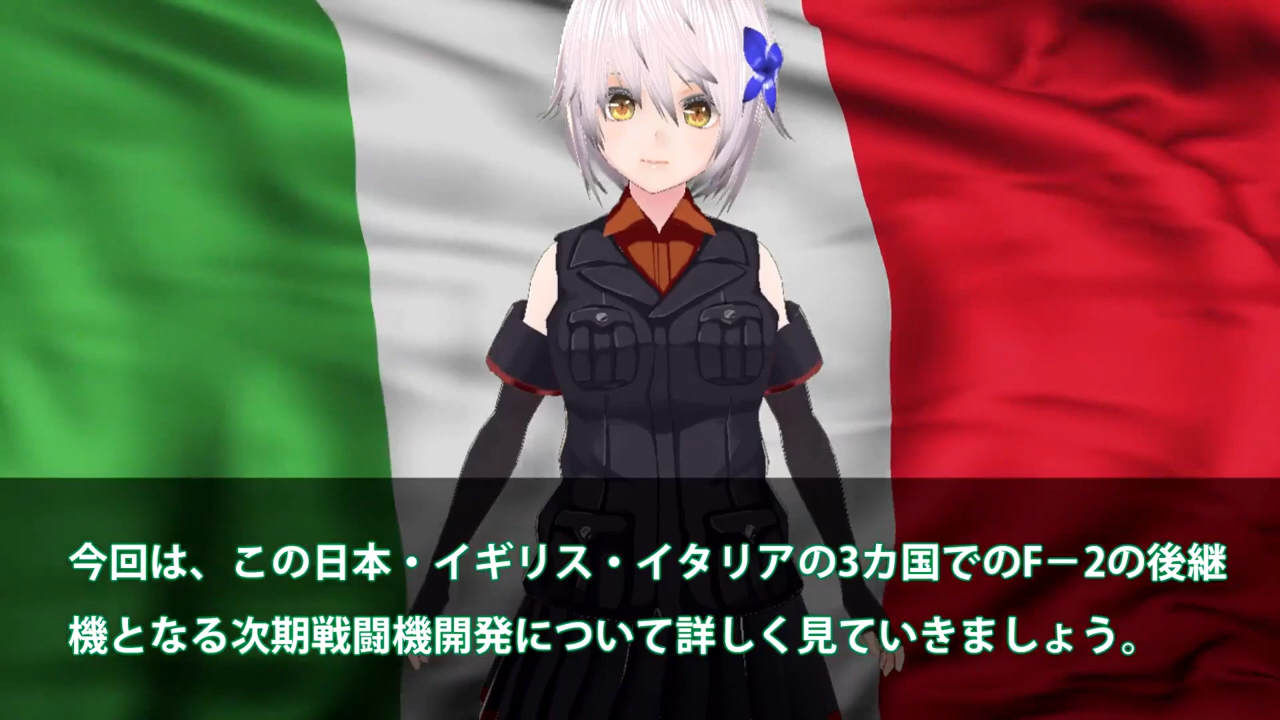 今回は、この日本・イギリス・イタリアの3カ国でのF－2の後継
機となる次期戦闘機開発について詳しく見ていきましょう。